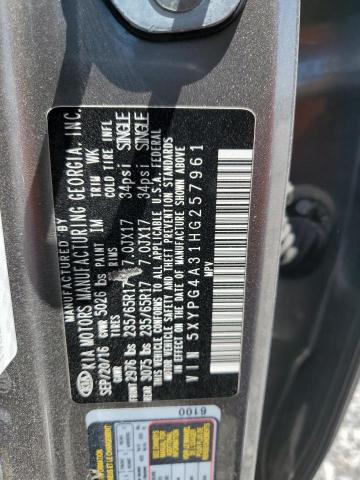 MANUFACTURED BY
KIA KIA MOTORS MANUFACTURING GEORGIA, INC.
SEP/20/16 GVWR 5026 lbs PAINT IM TRIM WK
GAWR TIRES RIMS COLD TIRE INFL
FRONT 2976 lbs 235/65R17 7.0JX17 34psi SINGLE
REAR 3075 lbs 235/65R17 7.0JX17 34psi SINGLE
THIS VEHICLE CONFORMS TO ALL APPLICABLE U.S.A. FEDERAL
MOTOR VEHICLE SAFETY AND THEFT PREVENTION STANDARDS
IN EFFECT ON THE DATE OF MANUFACTURE SHOWN ABOVE.
VIN 5XYPG4A31HG257961
MPV
6100